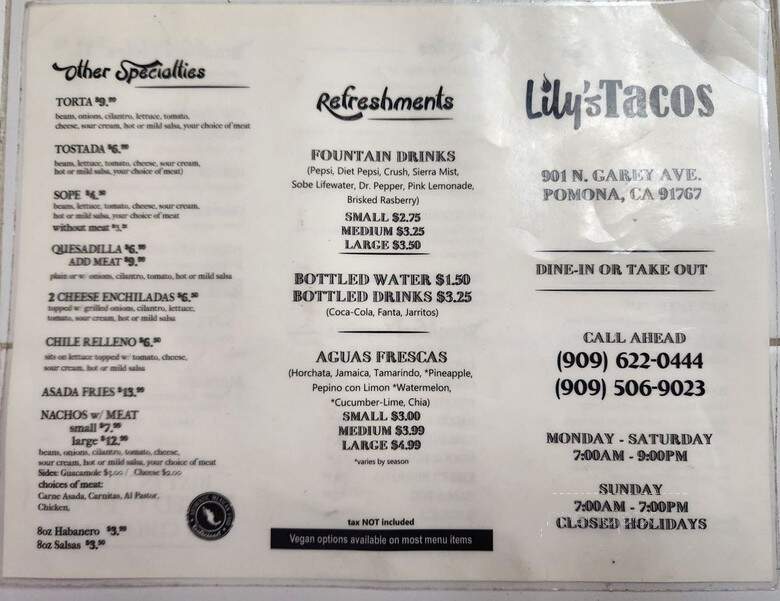 Other Specialties
TORTA $9.99
beans, onions, cilantro, lettuce, tomato,
cheese, sour cream, hot or mild salsa, your choice of meat
TOSTADA $6.99
beans, lettuce, tomato, cheese, sour cream,
hot or mild salsa, your choice of meat)
SOPE
beans, lettuce, tomato, cheese, sour cream,
hot or mild salsa, your choice of meat
without meat
QUESADILLA $6.99
ADD MEAT $9.99
plain or w/ onions, cilantro, tomato, hot or mild salsa
2 CHEESE ENCHILADAS $6.50
topped w/ grilled onions, cilantro, lettuce,
tomato, sour cream, hot or mild salsa
CHILE RELLENO $6.50
sits on lettuce topped w/ tomato, cheese,
sour cream, hot or mild salsa
ASADA FRIES $13.99
NACHOS w/ MEAT
small $7.99
large $12.99
beans, onions, cilantro, tomato, cheese,
sour cream, hot or mild salsa, your choice of meat
Sides: Guacamole / Cheese $2.00
choices of meat:
Carne Asada, Carnitas, Al Pastor,
Chicken,
8oz Habanero $3.99
8oz Salsas $3.50
Refreshments
FOUNTAIN DRINKS
(Pepsi, Diet Pepsi, Crush, Sierra Mist,
Sobe Lifewater, Dr. Pepper, Pink Lemonade,
Brisked Rasberry)
SMALL $2.75
MEDIUM $3.25
LARGE $3.50
BOTTLED WATER $1.50
BOTTLED DRINKS $3.25
(Coca-Cola, Fanta, Jarritos)
AGUAS FRESCAS
(Horchata, Jamaica, Tamarindo, *Pineapple,
Pepino con Limon *Watermelon,
*Cucumber-Lime, Chia)
SMALL $3.00
MEDIUM $3.99
LARGE $4.99
*varies by season
tax NOT included
Vegan options available on most menu items
Lily's Tacos
901 N. GAREY AVE.
POMONA, CA 91767
DINE-IN OR TAKE OUT
CALL AHEAD
(909) 622-0444
(909) 506-9023
MONDAY - SATURDAY
7:00AM - 9:00PM
SUNDAY
7:00AM - 7:00PM
CLOSED HOLIDAYS